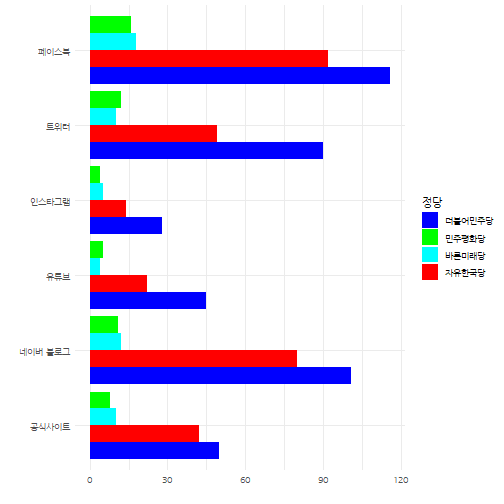 페이스북
트위터
인스타그램
유튜브
네이버 블로그
공식사이트
0 30 60 90 120
정당
더불어민주당
민주평화당
바른미래당
자유한국당